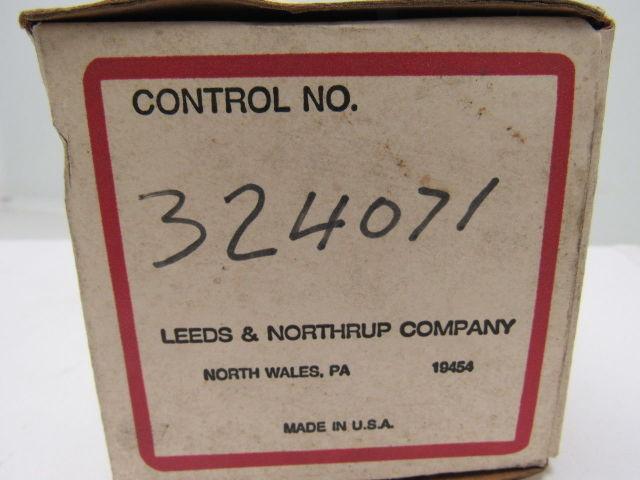 CONTROL NO.
324071
LEEDS & NORTHRUP COMPANY
NORTH WALES, PA 19454
MADE IN U.S.A.